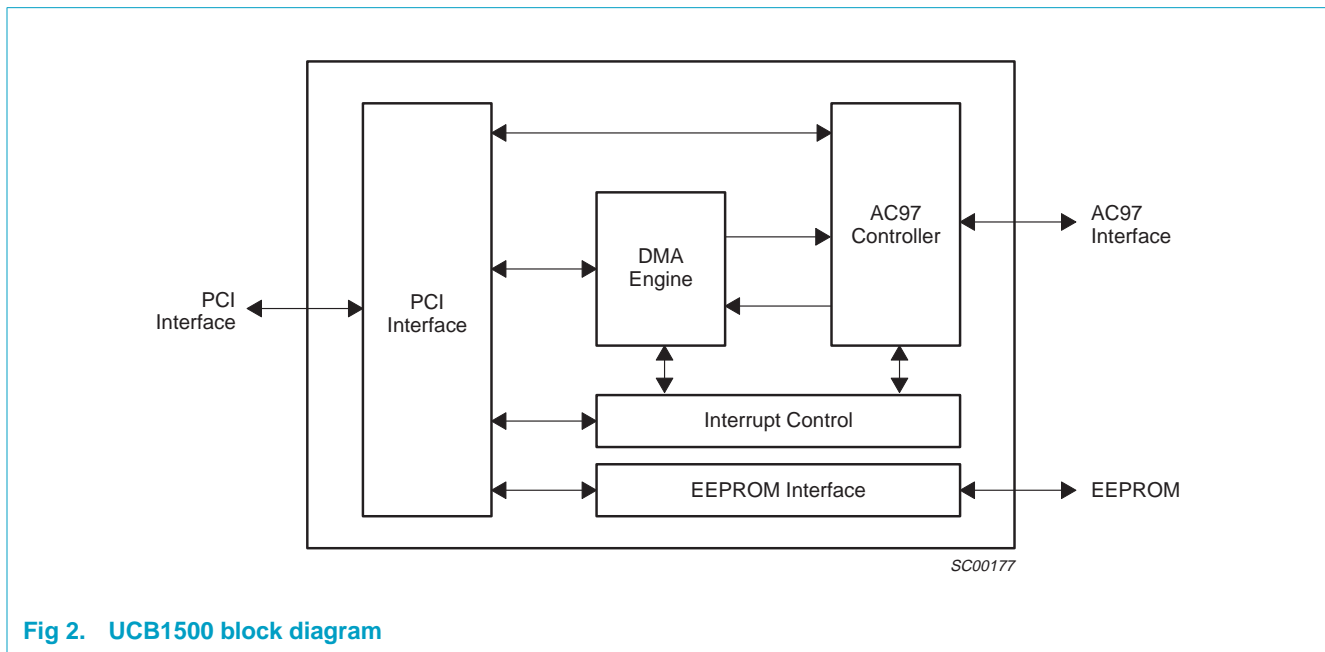 PCI
Interface
PCI
Interface
DMA
Engine
AC97
Controller
AC97
Interface
Interrupt Control
EEPROM Interface
EEPROM
SC00177
Fig 2. UCB1500 block diagram